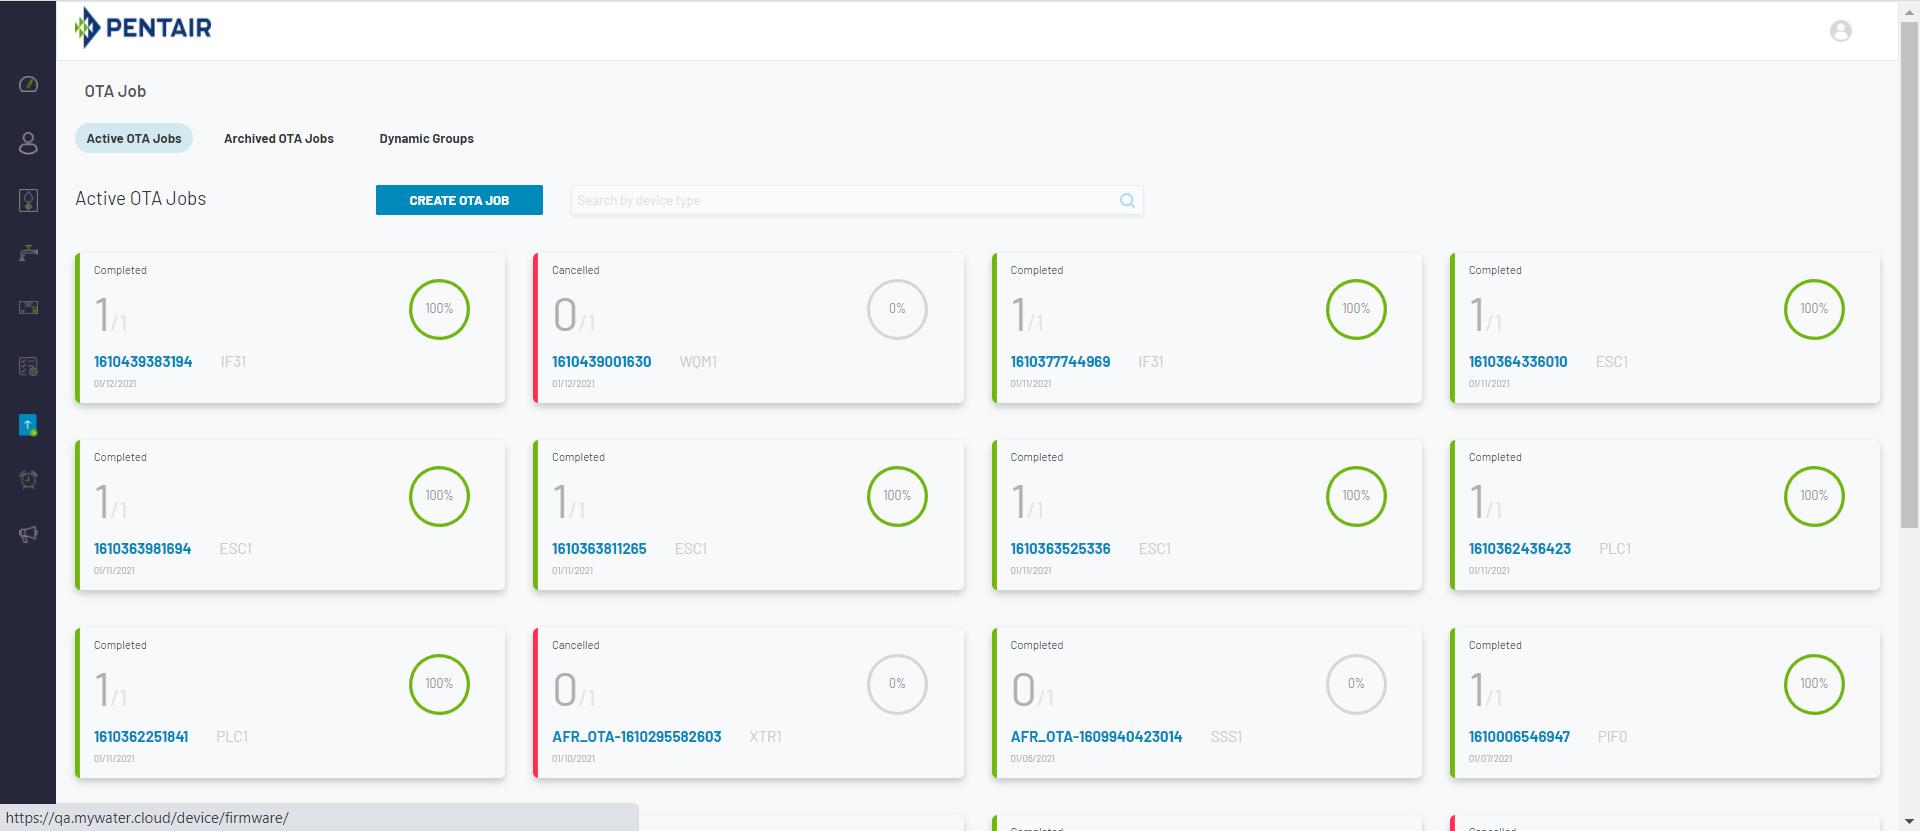 PENTAIR
OTA Job
Active OTA Jobs
Archived OTA Jobs
Dynamic Groups
Active OTA Jobs
CREATE OTA JOB
Search by device type
Completed
1/1
100%
1610439383194 IF31
01/12/2021
Cancelled
0/1
0%
1610439001630 WQM1
01/12/2021
Completed
1/1
100%
1610377744969 IF31
01/11/2021
Completed
1/1
100%
1610364336010 ESC1
01/11/2021
Completed
1/1
100%
1610363981694 ESC1
01/11/2021
Completed
1/1
100%
1610363811265 ESC1
01/11/2021
Completed
1/1
100%
1610363525336 ESC1
01/11/2021
Completed
1/1
100%
1610362436423 PLC1
01/11/2021
Completed
1/1
100%
1610362251841 PLC1
01/11/2021
Cancelled
0/1
0%
AFR_OTA-1610295582603 XTR1
01/10/2021
Completed
0/1
0%
AFR_OTA-1609940423014 SSS1
01/06/2021
Completed
1/1
100%
1610006546947 PIF0
01/07/2021
Completed
Cancelled
https://qa.mywater.cloud/device/firmware/